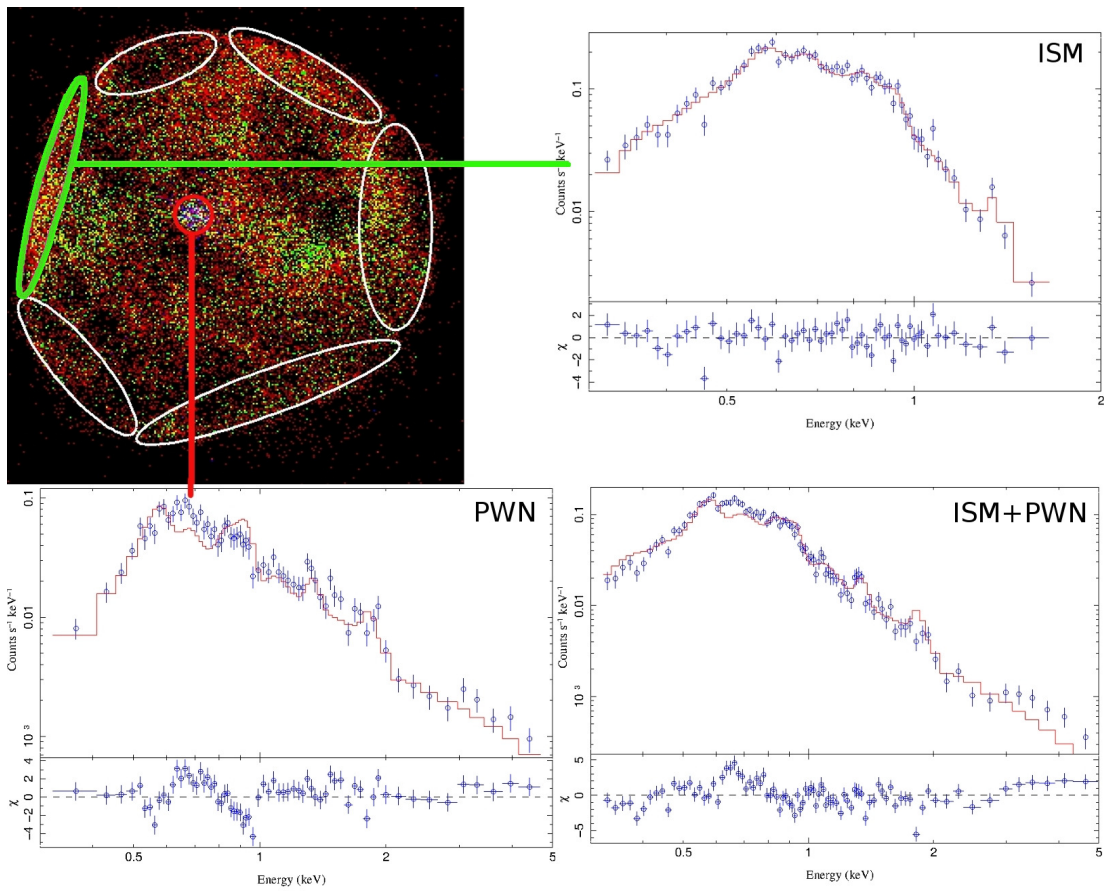 ISM
Counts s⁻¹ keV⁻¹
0.1
0.01
χ
2
0
−2
−4
0.5
1
2
Energy (keV)
PWN
Counts s⁻¹ keV⁻¹
0.1
0.01
10⁻³
χ
4
2
0
−2
−4
0.5
1
2
5
Energy (keV)
ISM+PWN
Counts s⁻¹ keV⁻¹
0.1
0.01
10⁻³
χ
5
0
−5
0.5
1
2
5
Energy (keV)